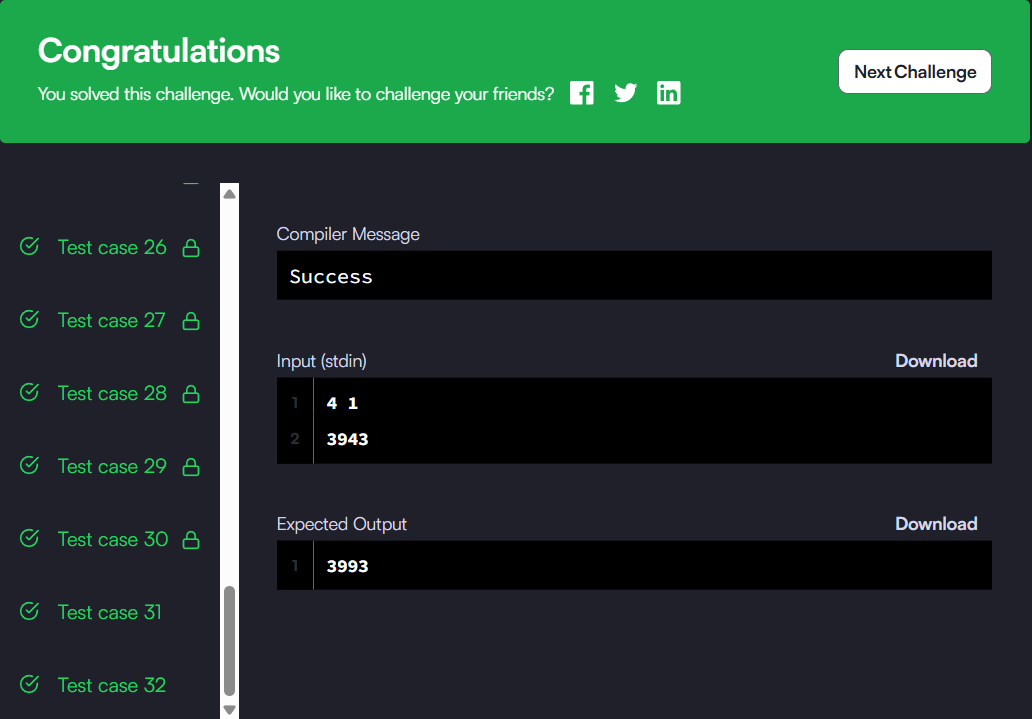 Congratulations
You solved this challenge. Would you like to challenge your friends?
Next Challenge
Test case 26
Test case 27
Test case 28
Test case 29
Test case 30
Test case 31
Test case 32
Compiler Message
Success
Input (stdin)
Download
1 4 1
2 3943
Expected Output
Download
1 3993